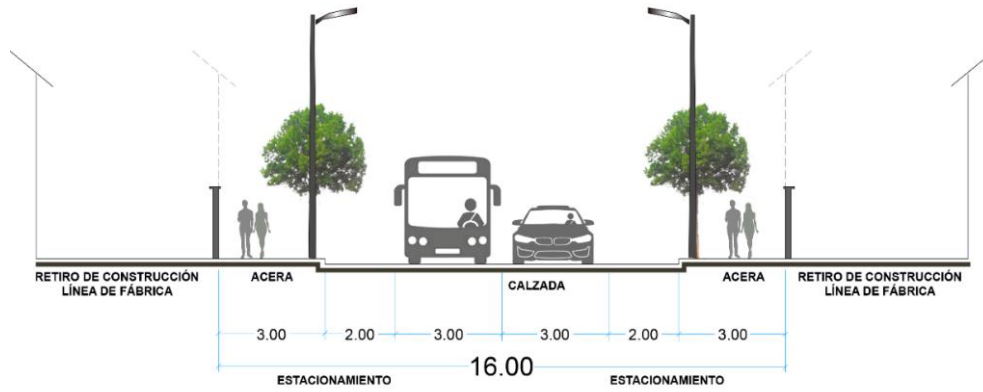 RETIRO DE CONSTRUCCIÓN
LÍNEA DE FÁBRICA
ACERA
CALZADA
ACERA
RETIRO DE CONSTRUCCIÓN
LÍNEA DE FÁBRICA
3.00
2.00
3.00
3.00
2.00
3.00
16.00
ESTACIONAMIENTO
ESTACIONAMIENTO